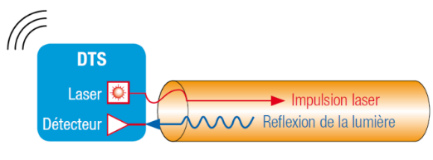 DTS
Laser
Impulsion laser
Détecteur
Reflexion de la lumière